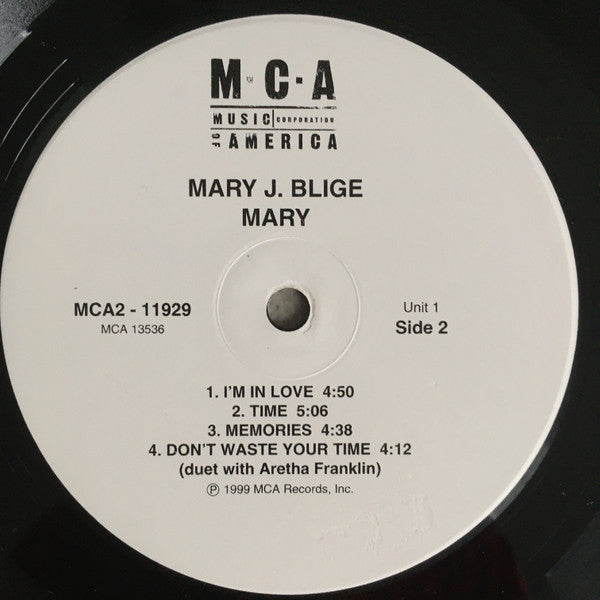 M·C·A
MUSIC CORPORATION
OF AMERICA
MARY J. BLIGE
MARY
MCA2 - 11929
MCA 13536
Unit 1
Side 2
1. I'M IN LOVE 4:50
2. TIME 5:06
3. MEMORIES 4:38
4. DON'T WASTE YOUR TIME 4:12
(duet with Aretha Franklin)
℗ 1999 MCA Records, Inc.